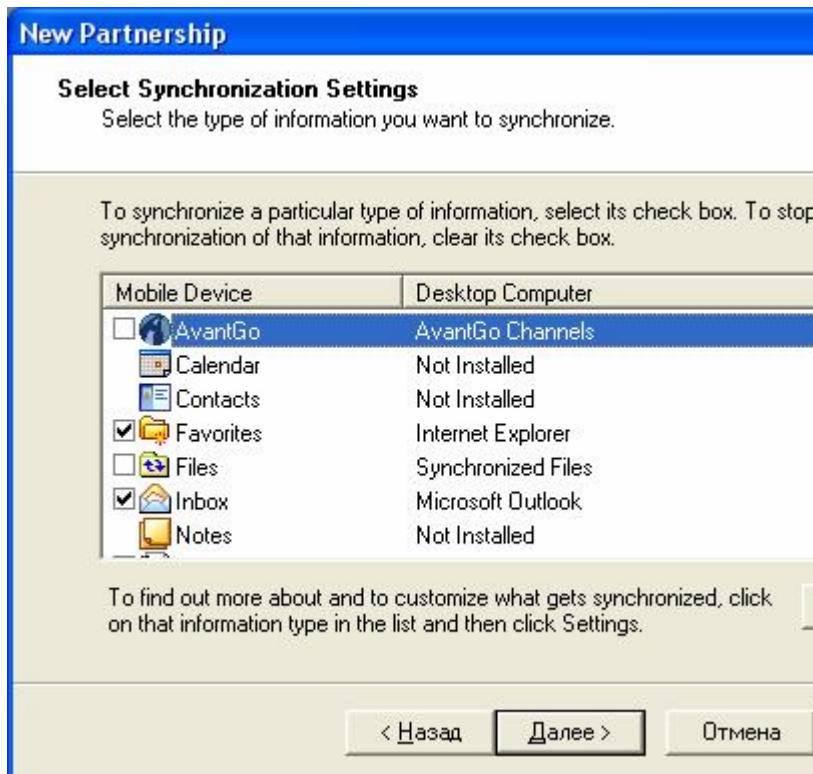 New Partnership
Select Synchronization Settings
Select the type of information you want to synchronize.
To synchronize a particular type of information, select its check box. To stop
synchronization of that information, clear its check box.
Mobile Device Desktop Computer
AvantGo AvantGo Channels
Calendar Not Installed
Contacts Not Installed
Favorites Internet Explorer
Files Synchronized Files
Inbox Microsoft Outlook
Notes Not Installed
To find out more about and to customize what gets synchronized, click
on that information type in the list and then click Settings.
< Назад Далее > Отмена